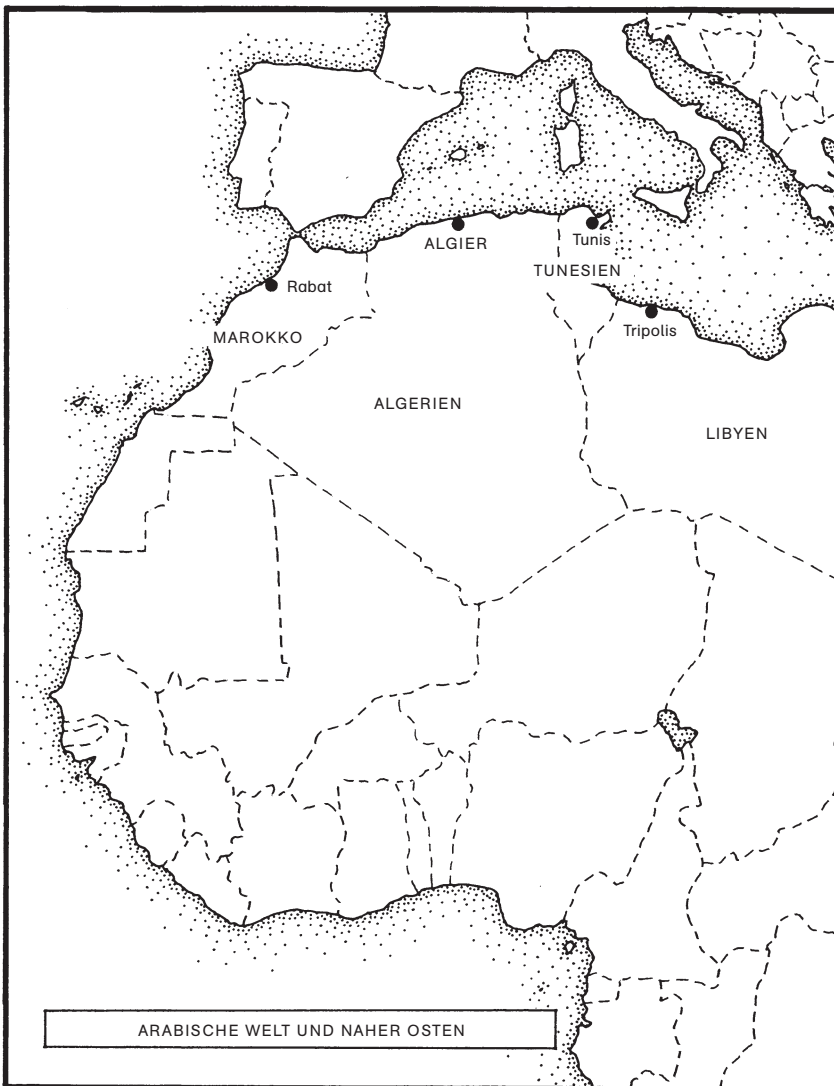 ALGIER
Tunis
TUNESIEN
Rabat
Tripolis
MAROKKO
ALGERIEN
LIBYEN
ARABISCHE WELT UND NAHER OSTEN